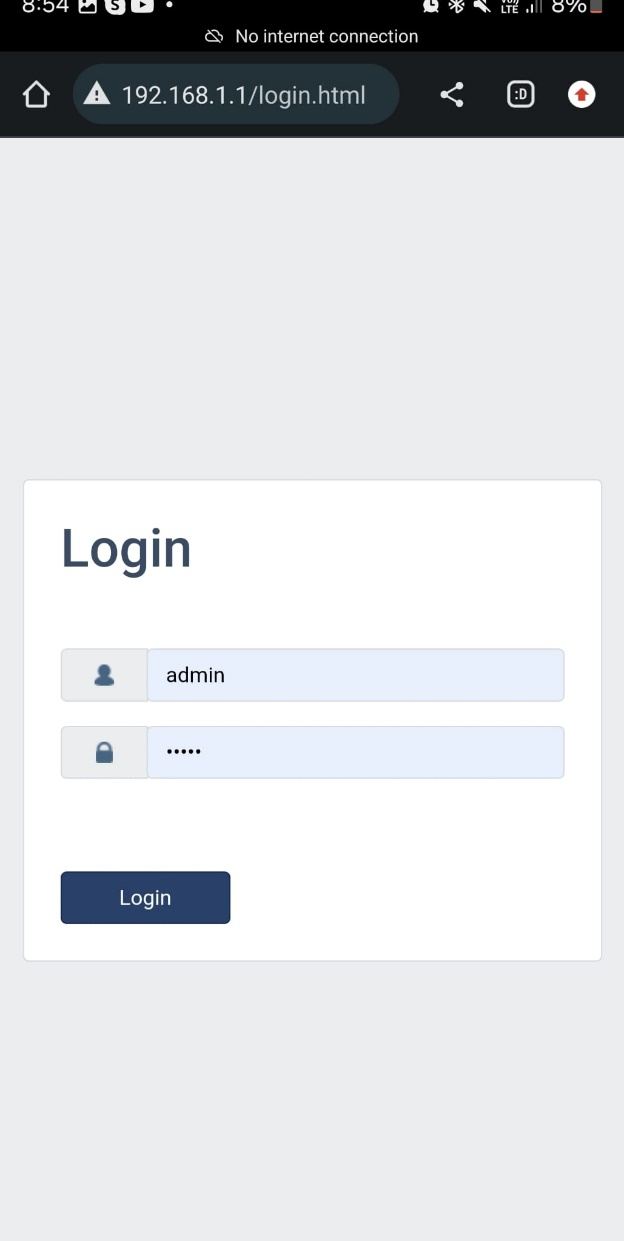 8:54 8%
No internet connection
192.168.1.1/login.html
:D
Login
admin
•••••
Login